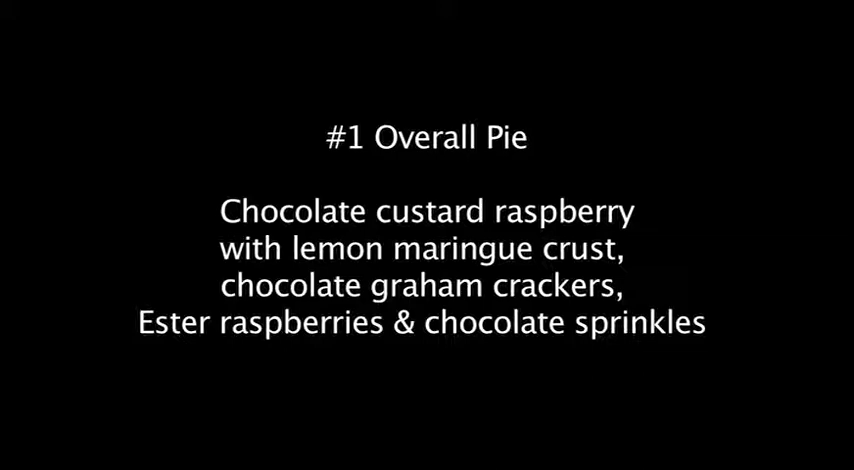 #1 Overall Pie
Chocolate custard raspberry
with lemon maringue crust,
chocolate graham crackers,
Ester raspberries & chocolate sprinkles